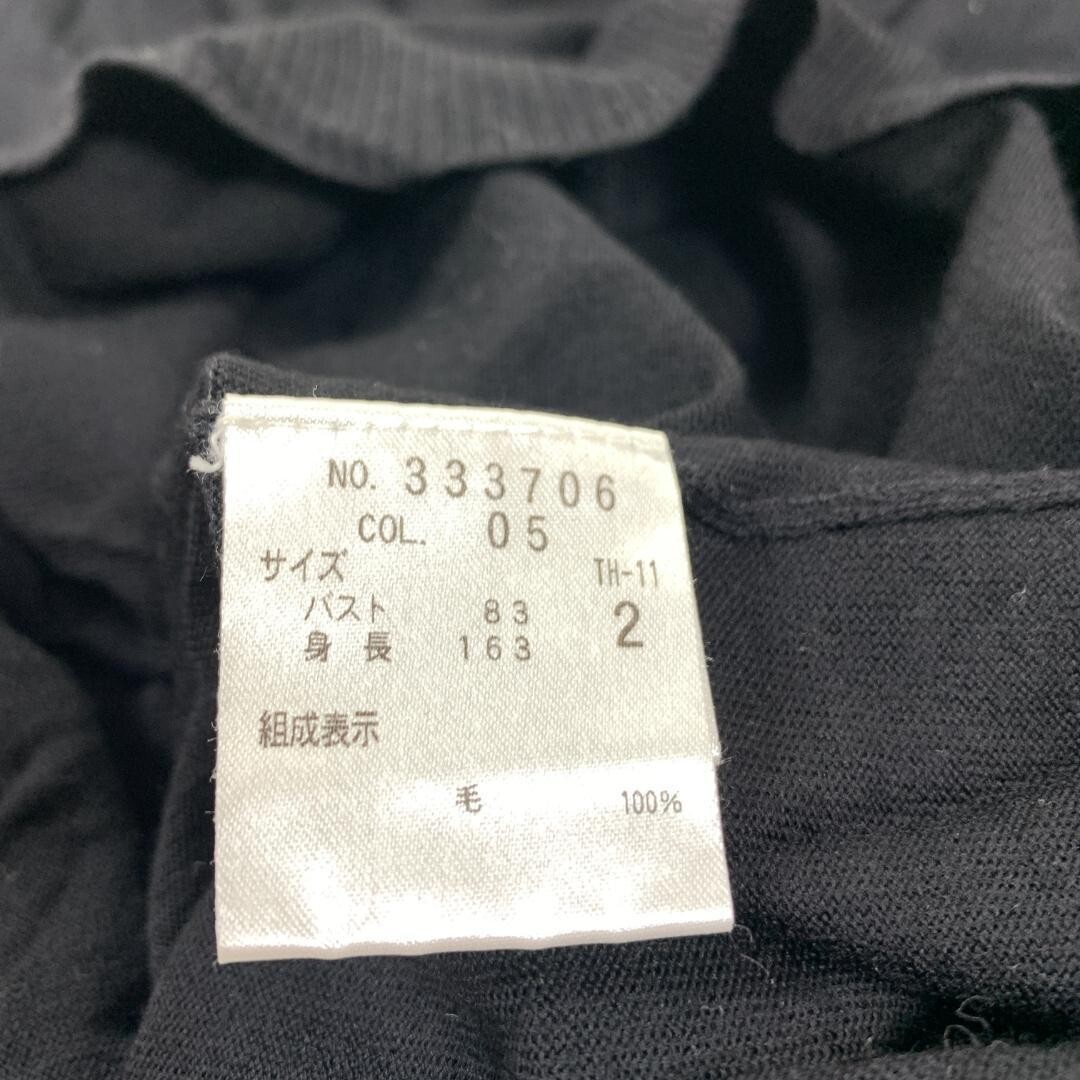 NO. 333706
COL. 05
サイズ TH-11
バスト 83 2
身長 163
組成表示
毛 100%